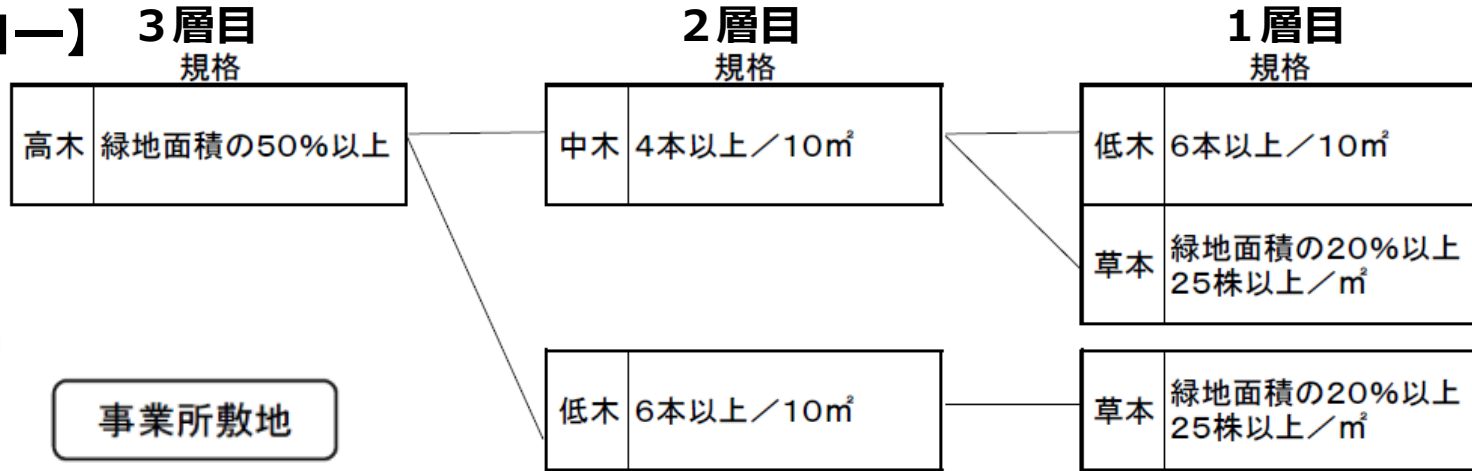 ー】 3層目 2層目 1層目
規格 規格 規格
高木 緑地面積の50%以上 中木 4本以上／10㎡ 低木 6本以上／10㎡
草本 緑地面積の20%以上
25株以上／㎡
事業所敷地 低木 6本以上／10㎡ 草本 緑地面積の20%以上
25株以上／㎡